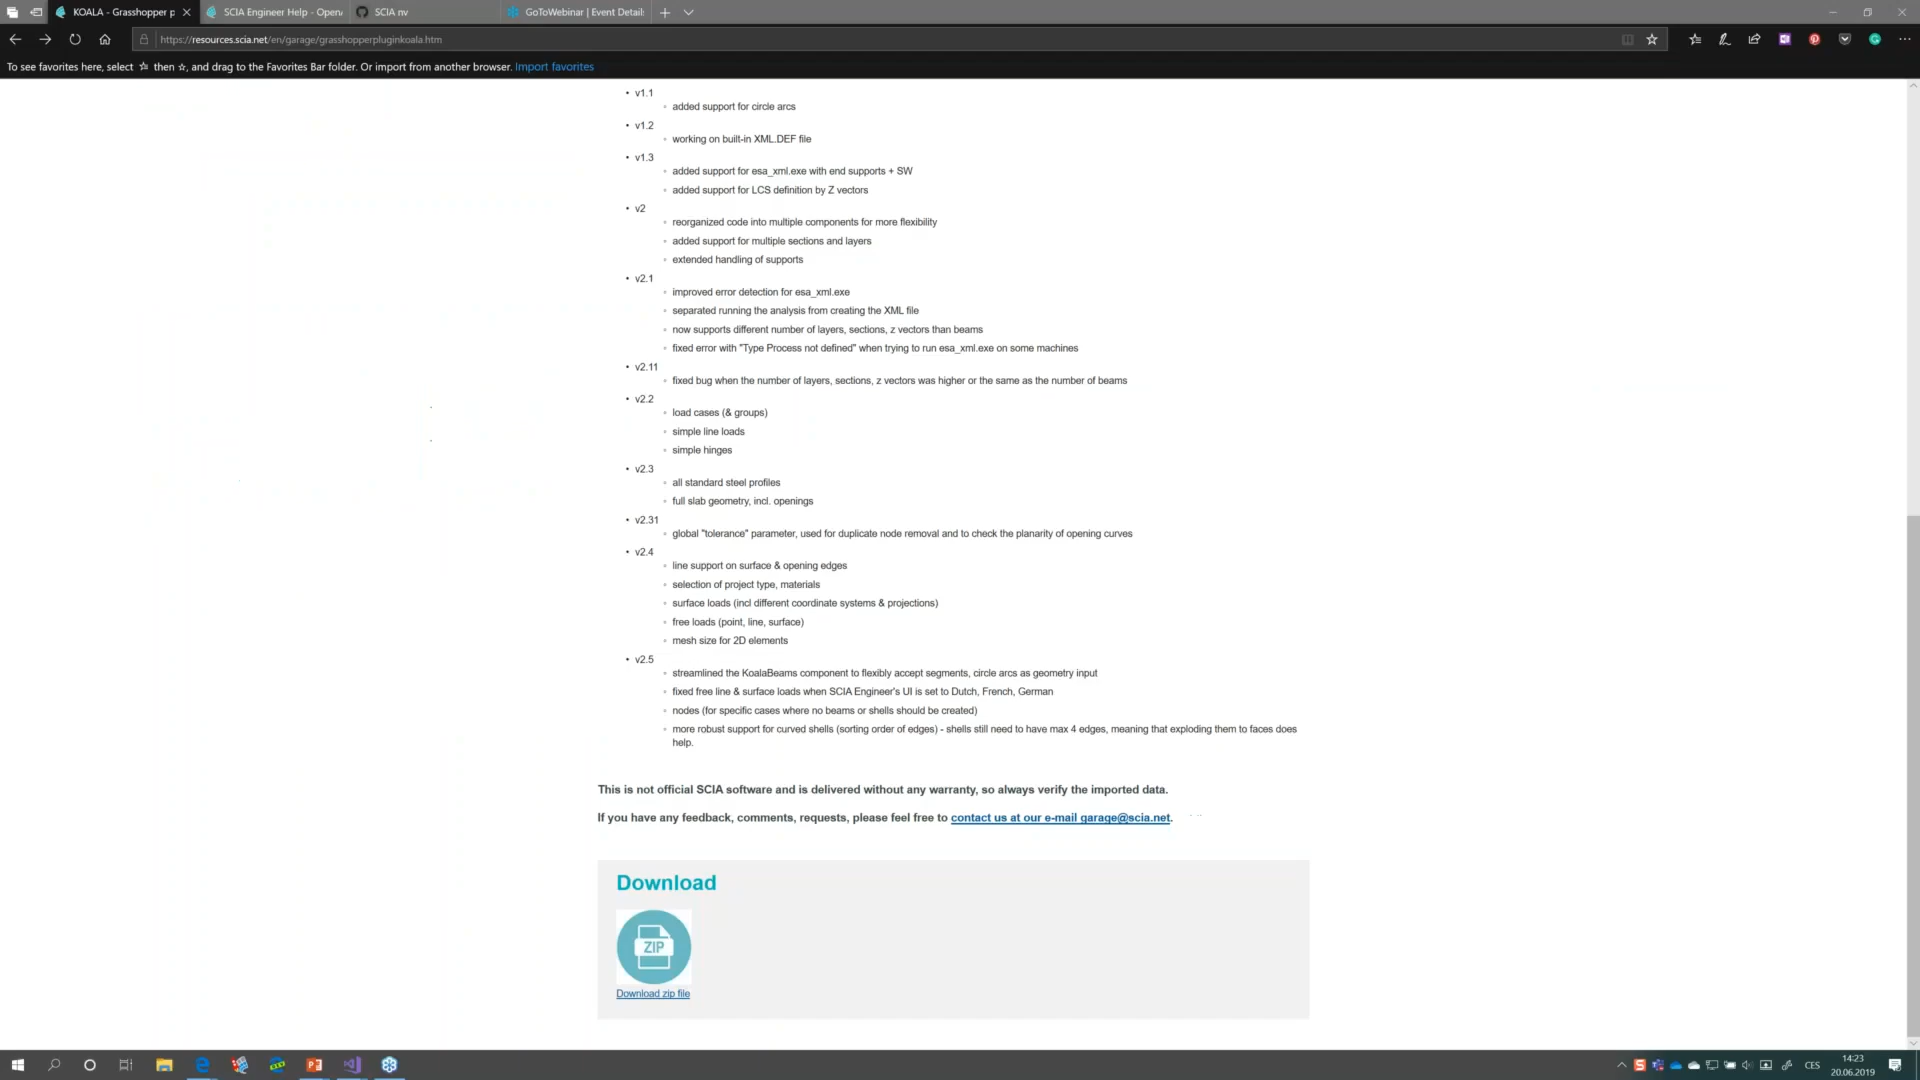 KOALA - Grasshopper p
SCIA Engineer Help - Open
SCIA nv
GoToWebinar | Event Details
https://resources.scia.net/en/garage/grasshopperpluginkoala.htm
To see favorites here, select ☆ then ☆, and drag to the Favorites Bar folder. Or import from another browser. Import favorites
• v1.1
◦ added support for circle arcs
• v1.2
◦ working on built-in XML.DEF file
• v1.3
◦ added support for esa_xml.exe with end supports + SW
◦ added support for LCS definition by Z vectors
• v2
◦ reorganized code into multiple components for more flexibility
◦ added support for multiple sections and layers
◦ extended handling of supports
• v2.1
◦ improved error detection for esa_xml.exe
◦ separated running the analysis from creating the XML file
◦ now supports different number of layers, sections, z vectors than beams
◦ fixed error with "Type Process not defined" when trying to run esa_xml.exe on some machines
• v2.11
◦ fixed bug when the number of layers, sections, z vectors was higher or the same as the number of beams
• v2.2
◦ load cases (& groups)
◦ simple line loads
◦ simple hinges
• v2.3
◦ all standard steel profiles
◦ full slab geometry, incl. openings
• v2.31
◦ global "tolerance" parameter, used for duplicate node removal and to check the planarity of opening curves
• v2.4
◦ line support on surface & opening edges
◦ selection of project type, materials
◦ surface loads (incl different coordinate systems & projections)
◦ free loads (point, line, surface)
◦ mesh size for 2D elements
• v2.5
◦ streamlined the KoalaBeams component to flexibly accept segments, circle arcs as geometry input
◦ fixed free line & surface loads when SCIA Engineer's UI is set to Dutch, French, German
◦ nodes (for specific cases where no beams or shells should be created)
◦ more robust support for curved shells (sorting order of edges) - shells still need to have max 4 edges, meaning that exploding them to faces does
help.
This is not official SCIA software and is delivered without any warranty, so always verify the imported data.
If you have any feedback, comments, requests, please feel free to contact us at our e-mail garage@scia.net.
Download
ZIP
Download zip file
CES
14:23
20.06.2019